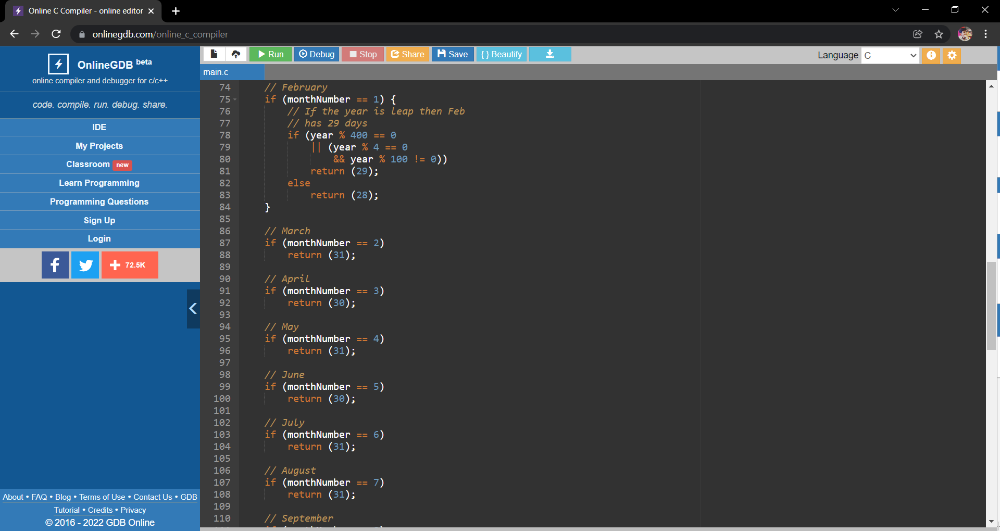 Online C Compiler - online editor
onlinegdb.com/online_c_compiler
OnlineGDB beta
online compiler and debugger for c/c++
code. compile. run. debug. share.
IDE
My Projects
Classroom new
Learn Programming
Programming Questions
Sign Up
Login
72.5K
About • FAQ • Blog • Terms of Use • Contact Us • GDB
Tutorial • Credits • Privacy
© 2016 - 2022 GDB Online
Run Debug Stop Share Save { } Beautify
Language C
main.c
74 // February
75 if (monthNumber == 1) {
76 // If the year is leap then Feb
77 // has 29 days
78 if (year % 400 == 0
79 || (year % 4 == 0
80 && year % 100 != 0))
81 return (29);
82 else
83 return (28);
84 }
85
86 // March
87 if (monthNumber == 2)
88 return (31);
89
90 // April
91 if (monthNumber == 3)
92 return (30);
93
94 // May
95 if (monthNumber == 4)
96 return (31);
97
98 // June
99 if (monthNumber == 5)
100 return (30);
101
102 // July
103 if (monthNumber == 6)
104 return (31);
105
106 // August
107 if (monthNumber == 7)
108 return (31);
109
110 // September